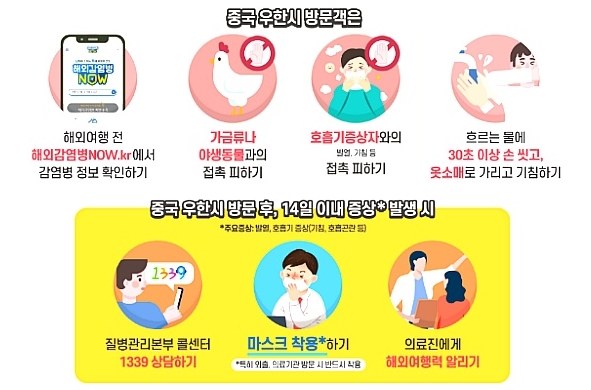 중국 우한시 방문객은
해외감염병
NOW
해외여행 전
해외감염병NOW.kr에서
감염병 정보 확인하기
가금류나
야생동물과의
접촉 피하기
호흡기증상자와의
발열, 기침 등
접촉 피하기
흐르는 물에
30초 이상 손 씻고,
옷소매로 가리고 기침하기
중국 우한시 방문 후, 14일 이내 증상* 발생 시
*주요증상: 발열, 호흡기 증상(기침, 호흡곤란 등)
1339
질병관리본부 콜센터
1339 상담하기
마스크 착용*하기
*특히 외출, 의료기관 방문 시 반드시 착용
의료진에게
해외여행력 알리기